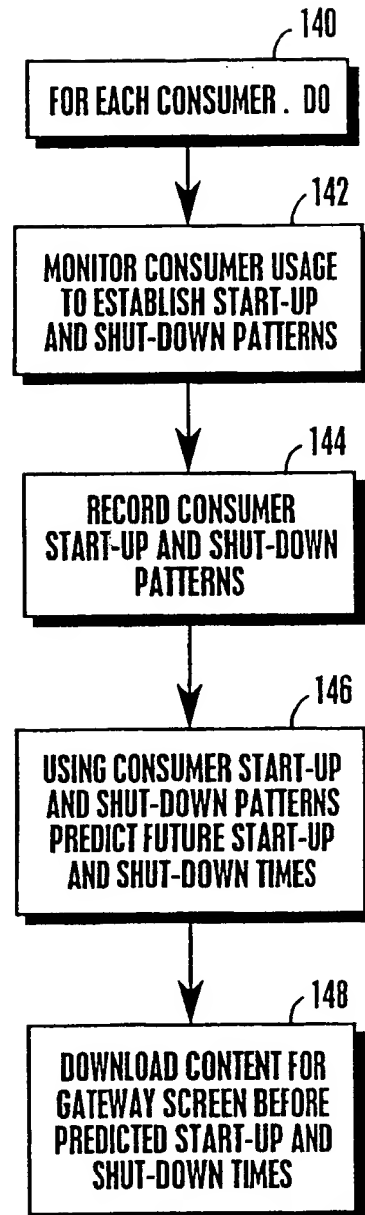 140
FOR EACH CONSUMER . DO
142
MONITOR CONSUMER USAGE
TO ESTABLISH START-UP
AND SHUT-DOWN PATTERNS
144
RECORD CONSUMER
START-UP AND SHUT-DOWN
PATTERNS
146
USING CONSUMER START-UP
AND SHUT-DOWN PATTERNS
PREDICT FUTURE START-UP
AND SHUT-DOWN TIMES
148
DOWNLOAD CONTENT FOR
GATEWAY SCREEN BEFORE
PREDICTED START-UP AND
SHUT-DOWN TIMES